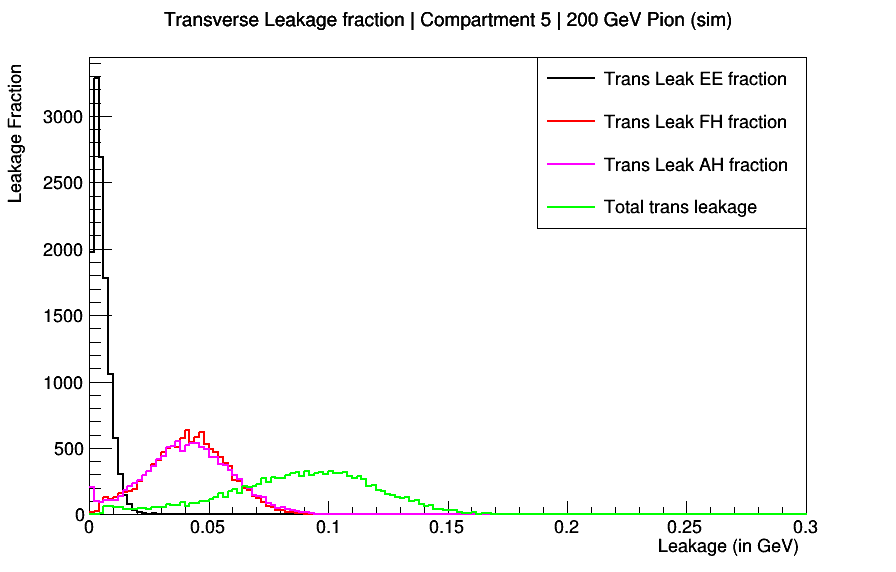 Transverse Leakage fraction | Compartment 5 | 200 GeV Pion (sim)
Leakage Fraction
Trans Leak EE fraction
Trans Leak FH fraction
Trans Leak AH fraction
Total trans leakage
3000
2500
2000
1500
1000
500
0
0 0.05 0.1 0.15 0.2 0.25 0.3
Leakage (in GeV)